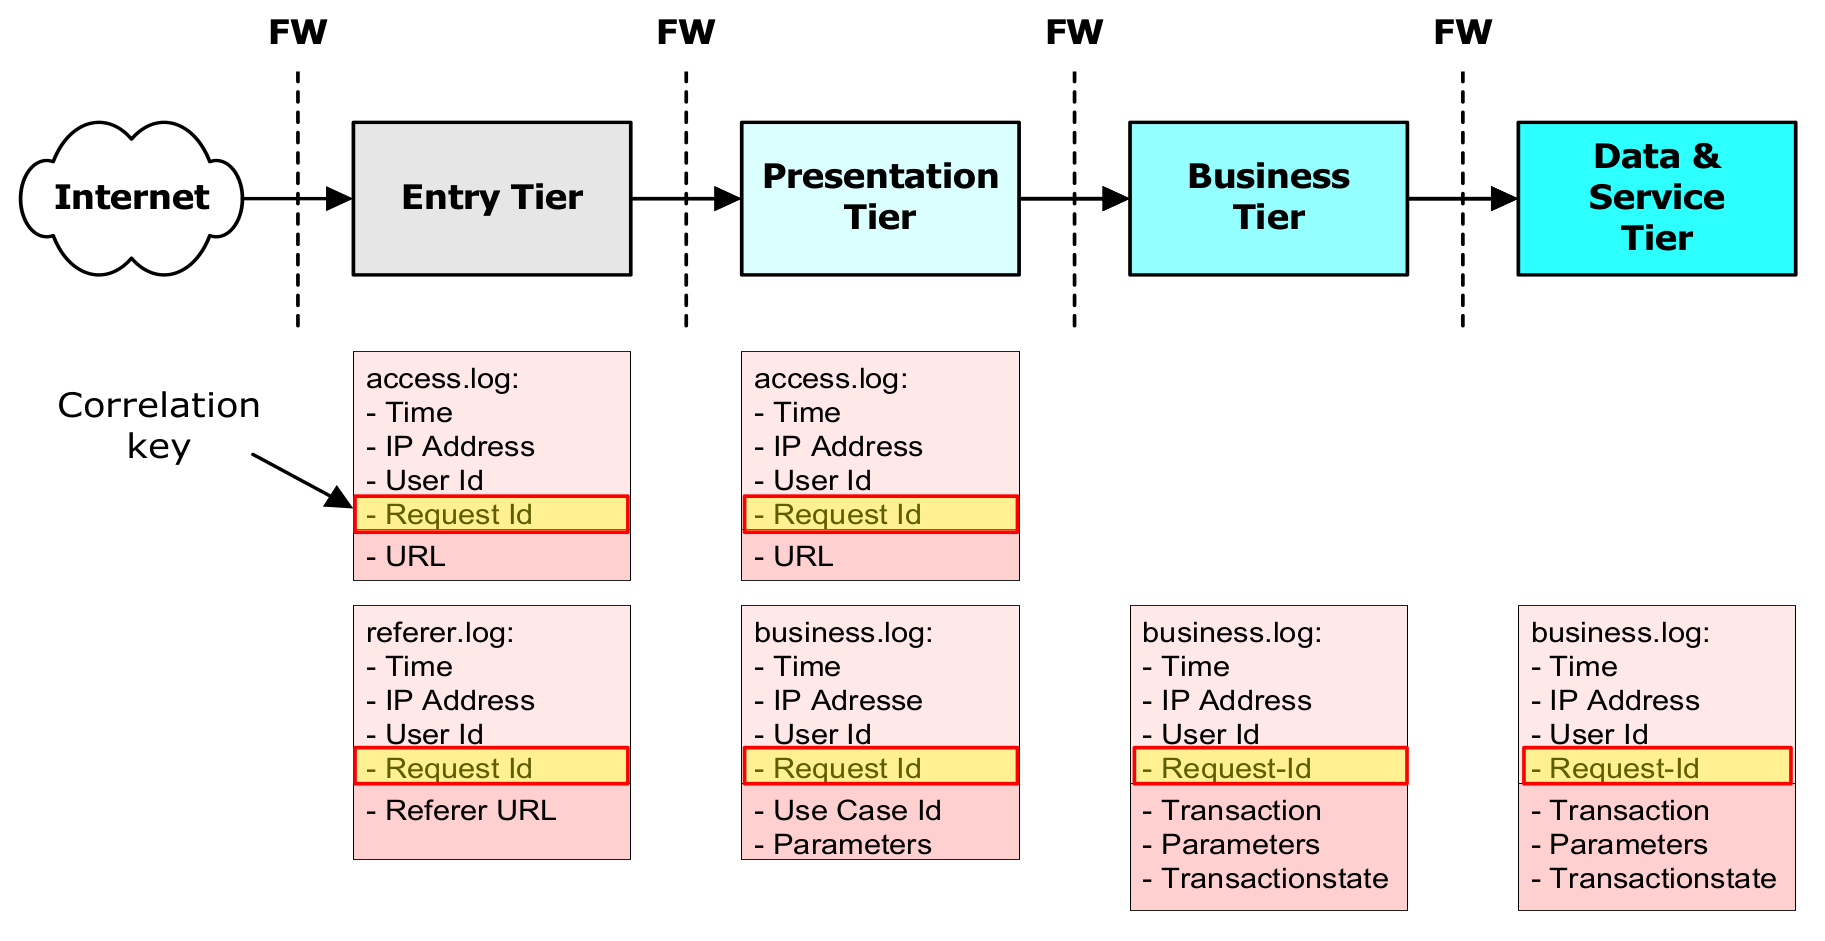 FW
FW
FW
FW
Internet
Entry Tier
Presentation
Tier
Business
Tier
Data &
Service
Tier
Correlation
key
access.log:
- Time
- IP Address
- User Id
- Request Id
- URL
access.log:
- Time
- IP Address
- User Id
- Request Id
- URL
referer.log:
- Time
- IP Address
- User Id
- Request Id
- Referer URL
business.log:
- Time
- IP Adresse
- User Id
- Request Id
- Use Case Id
- Parameters
business.log:
- Time
- IP Address
- User Id
- Request-Id
- Transaction
- Parameters
- Transactionstate
business.log:
- Time
- IP Address
- User Id
- Request-Id
- Transaction
- Parameters
- Transactionstate